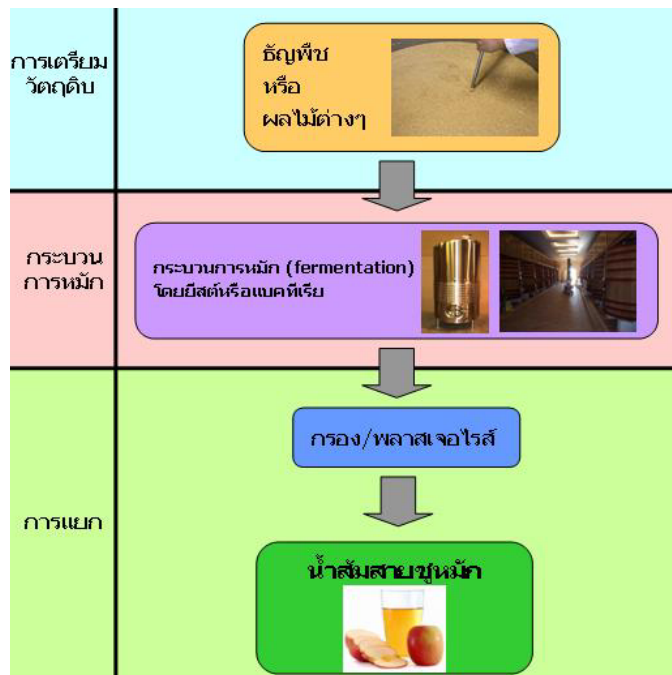 การเตรียม
วัตฤดิบ
ธัญพืช
หรือ
ผลไม้ต่างๆ
กระบวน
การหมัก
กระบวนการหมัก (fermentation)
โดยยีสต์หรือแบคทีเรีย
การแยก
กรอง/พลาสเจอไรส์
น้ำส้มสายชูหมัก